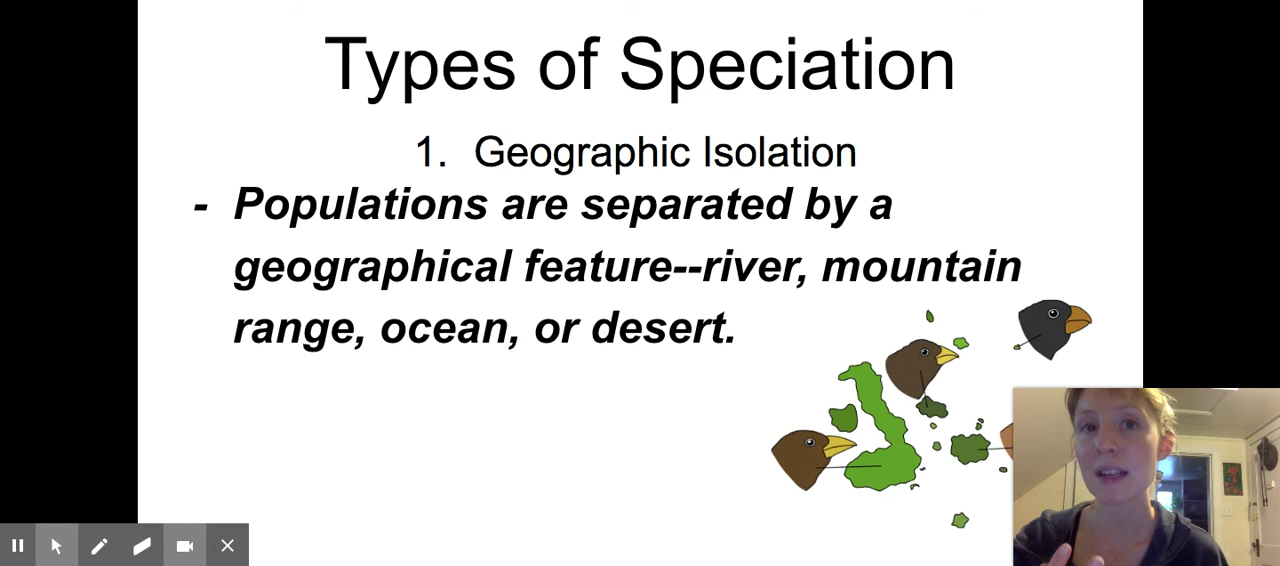 Types of Speciation
1. Geographic Isolation
- Populations are separated by a
geographical feature--river, mountain
range, ocean, or desert.